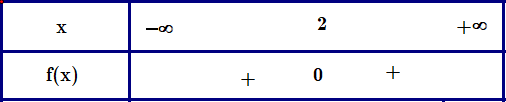 x −∞ 2 +∞
f(x) + 0 +